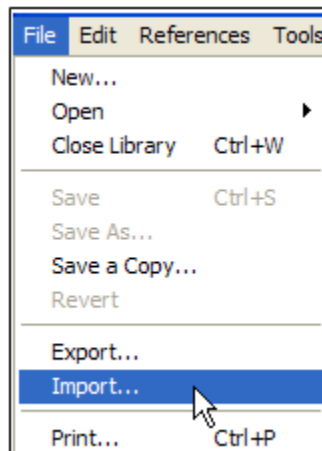 File Edit References Tools
New...
Open
Close Library Ctrl+W
Save Ctrl+S
Save As...
Save a Copy...
Revert
Export...
Import...
Print... Ctrl+P